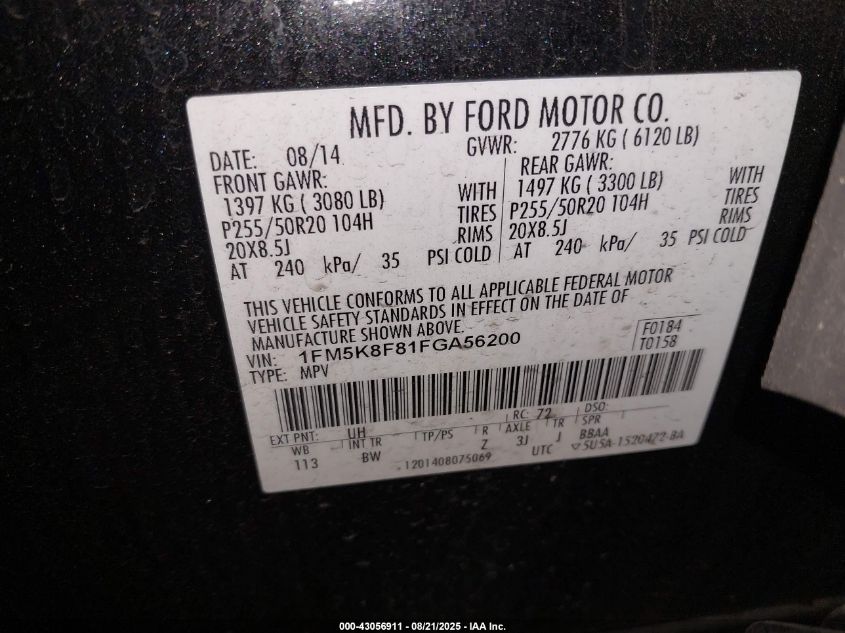 MFD. BY FORD MOTOR CO.
DATE: 08/14 GVWR: 2776 KG ( 6120 LB)
FRONT GAWR: REAR GAWR:
1397 KG ( 3080 LB) WITH 1497 KG ( 3300 LB) WITH
P255/50R20 104H TIRES P255/50R20 104H TIRES
20X8.5J RIMS 20X8.5J RIMS
AT 240 kPa/ 35 PSI COLD AT 240 kPa/ 35 PSI COLD
THIS VEHICLE CONFORMS TO ALL APPLICABLE FEDERAL MOTOR
VEHICLE SAFETY STANDARDS IN EFFECT ON THE DATE OF
MANUFACTURE SHOWN ABOVE.
VIN: 1FM5K8F81FGA56200 F0184
TYPE: MPV T0158
EXT PNT: UH RC: 72 DSO:
WB INT TR TP/PS R AXLE TR SPR
113 BW Z 3J J BBAA
1201408075069 UTC 5U5A-1520472-BA
000-43056911 - 08/21/2025 - IAA Inc.